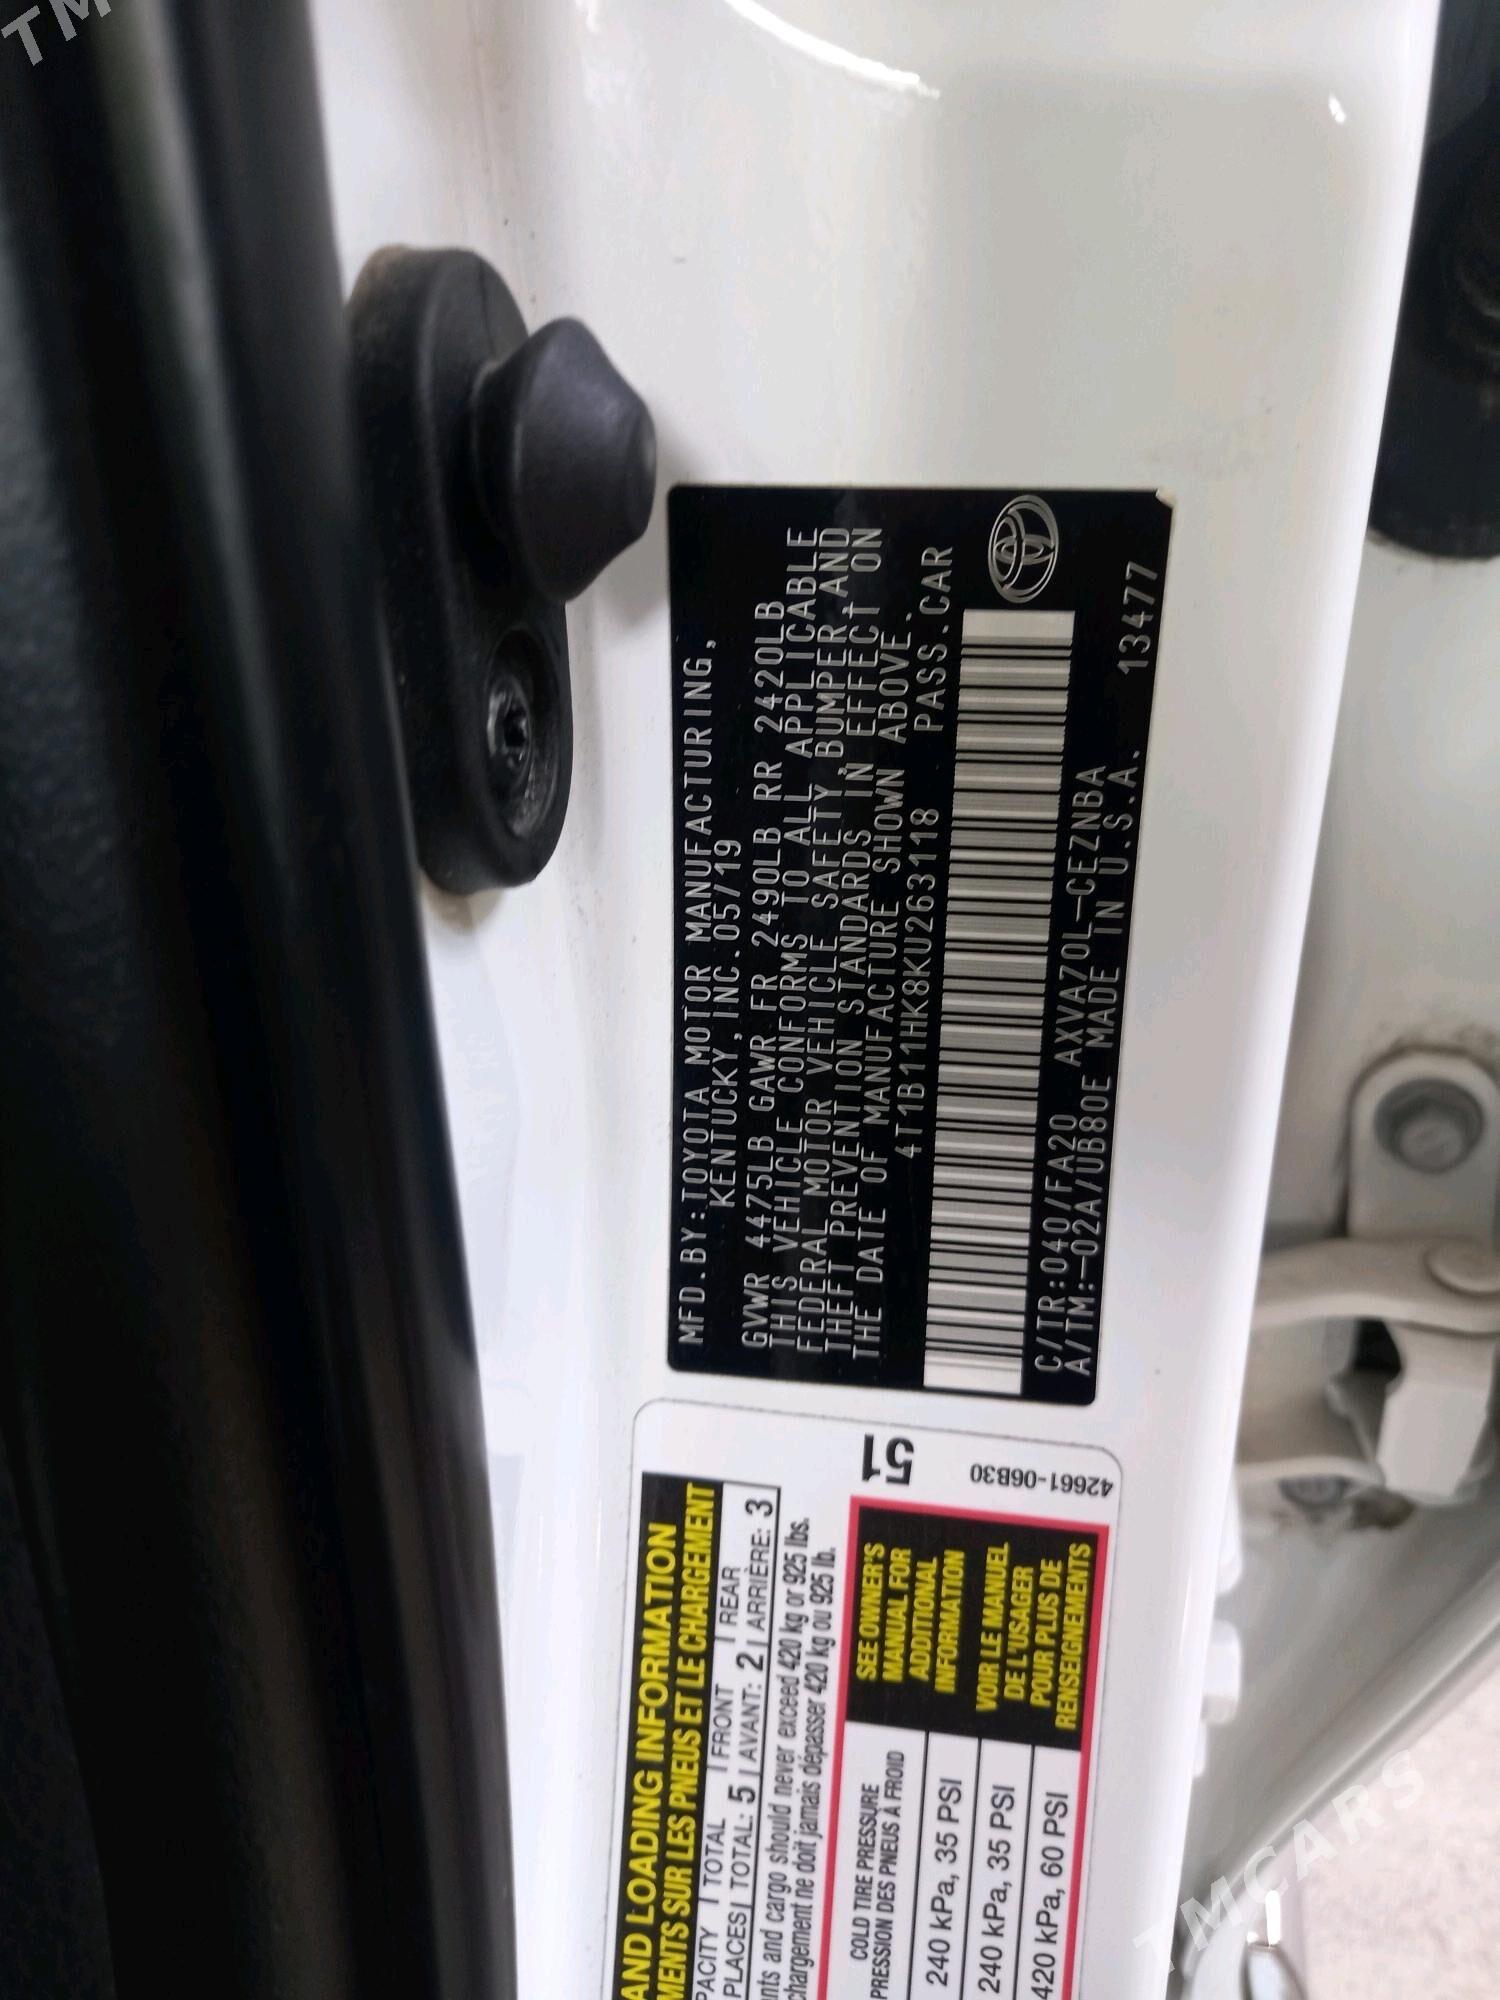 MFD.BY:TOYOTA MOTOR MANUFACTURING,
KENTUCKY,INC.05/19
GVWR 4475LB GAWR FR 2490LB RR 2420LB
THIS VEHICLE CONFORMS TO ALL APPLICABLE
FEDERAL MOTOR VEHICLE SAFETY,BUMPER,AND
THEFT PREVENTION STANDARDS IN EFFECT ON
THE DATE OF MANUFACTURE SHOWN ABOVE.
4T1B11HK8KU263118 PASS.CAR
C/TR:040/FA20 AXVA70L-CEZNBA
A/TM:-02A/UB80E MADE IN U.S.A. 13477
51
42661-06B30
AND LOADING INFORMATION
MENTS SUR LES PNEUS ET LE CHARGEMENT
PACITY TOTAL FRONT REAR
PLACES TOTAL: 5 AVANT: 2 ARRIÈRE: 3
nts and cargo should never exceed 420 kg or 925 lbs.
chargement ne doit jamais dépasser 420 kg ou 925 lb.
COLD TIRE PRESSURE
PRESSION DES PNEUS À FROID
240 kPa, 35 PSI
240 kPa, 35 PSI
420 kPa, 60 PSI
SEE OWNER'S
MANUAL FOR
ADDITIONAL
INFORMATION
VOIR LE MANUEL
DE L'USAGER
POUR PLUS DE
RENSEIGNEMENTS
TMCARS
TM